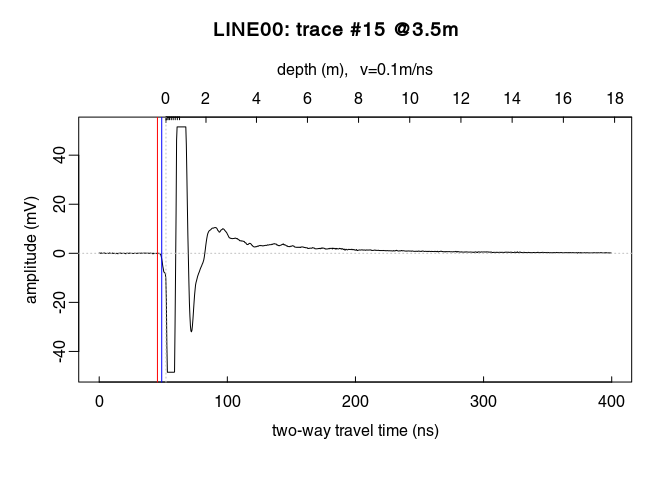 LINE00: trace #15 @3.5m
depth (m), v=0.1m/ns
0 2 4 6 8 10 12 14 16 18
amplitude (mV)
40
20
0
-20
-40
0 100 200 300 400
two-way travel time (ns)